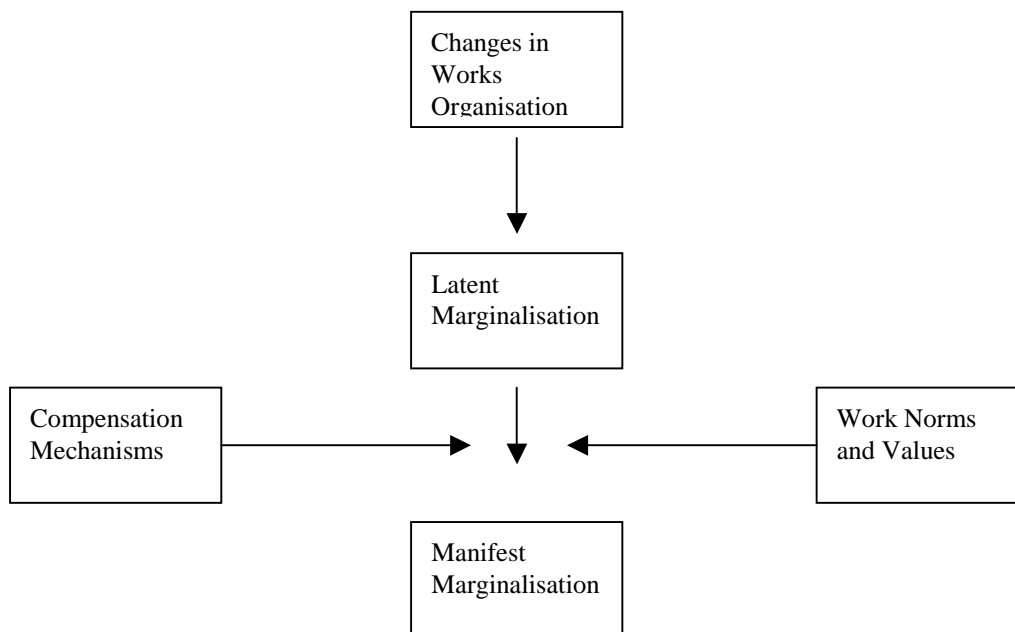 Changes in
Works
Organisation
Latent
Marginalisation
Compensation
Mechanisms
Work Norms
and Values
Manifest
Marginalisation